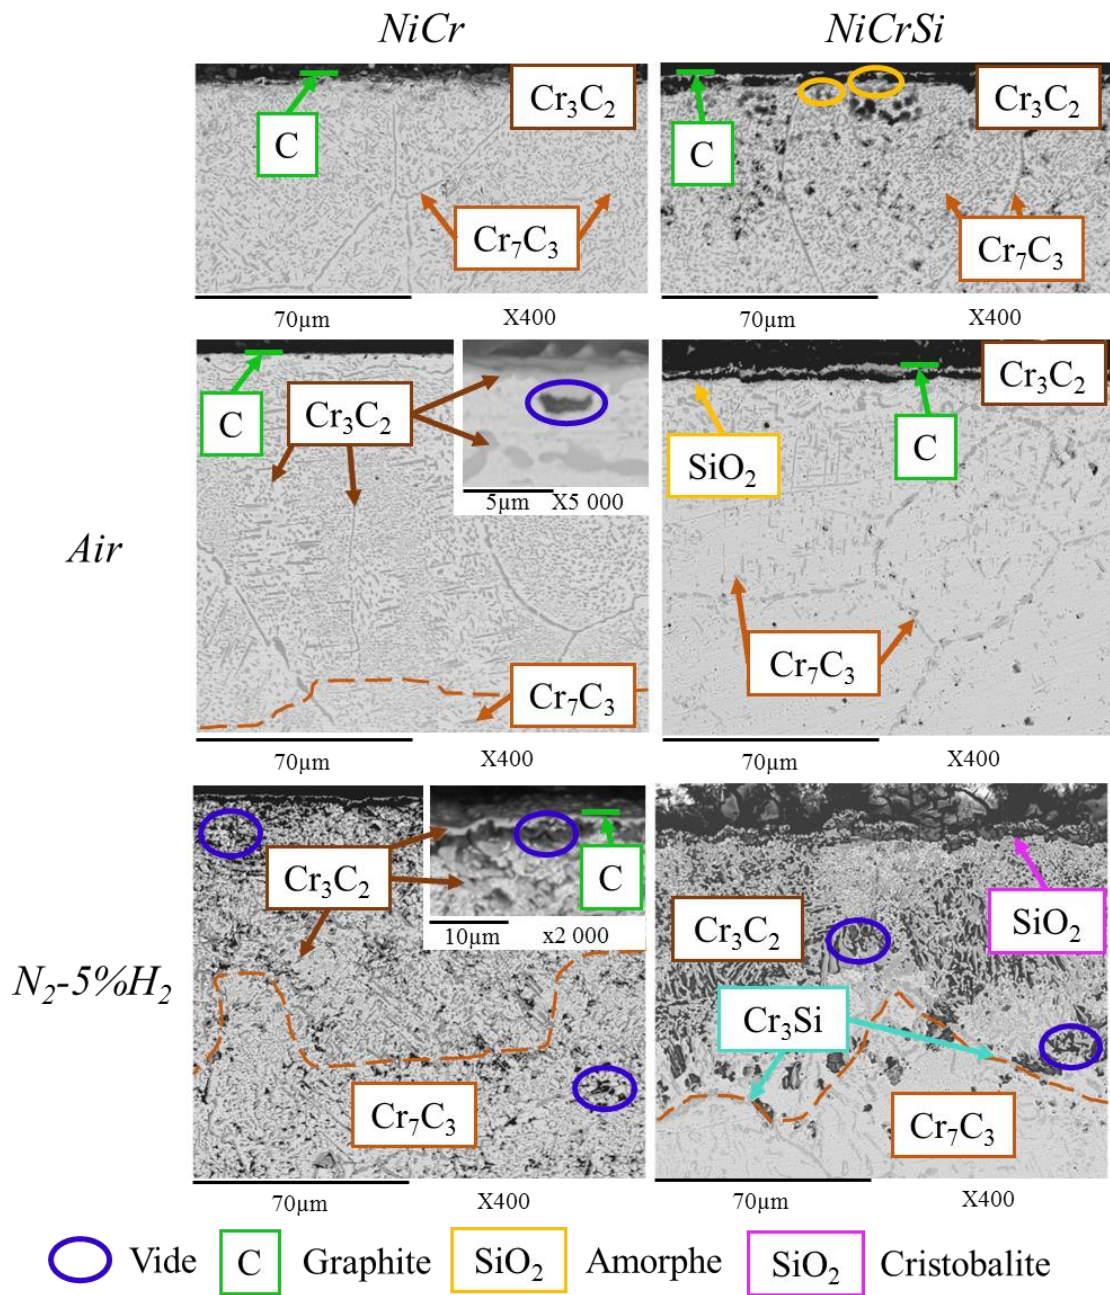 NiCr
NiCrSi
C
Cr₃C₂
Cr₇C₃
70µm X400
C
Cr₃C₂
Cr₇C₃
70µm X400
Air
C
Cr₃C₂
5µm X5 000
Cr₇C₃
70µm X400
Cr₃C₂
SiO₂
C
Cr₇C₃
70µm X400
N₂-5%H₂
Cr₃C₂
C
10µm x2 000
Cr₇C₃
70µm X400
Cr₃C₂
SiO₂
Cr₃Si
Cr₇C₃
70µm X400
Vide C Graphite SiO₂ Amorphe SiO₂ Cristobalite